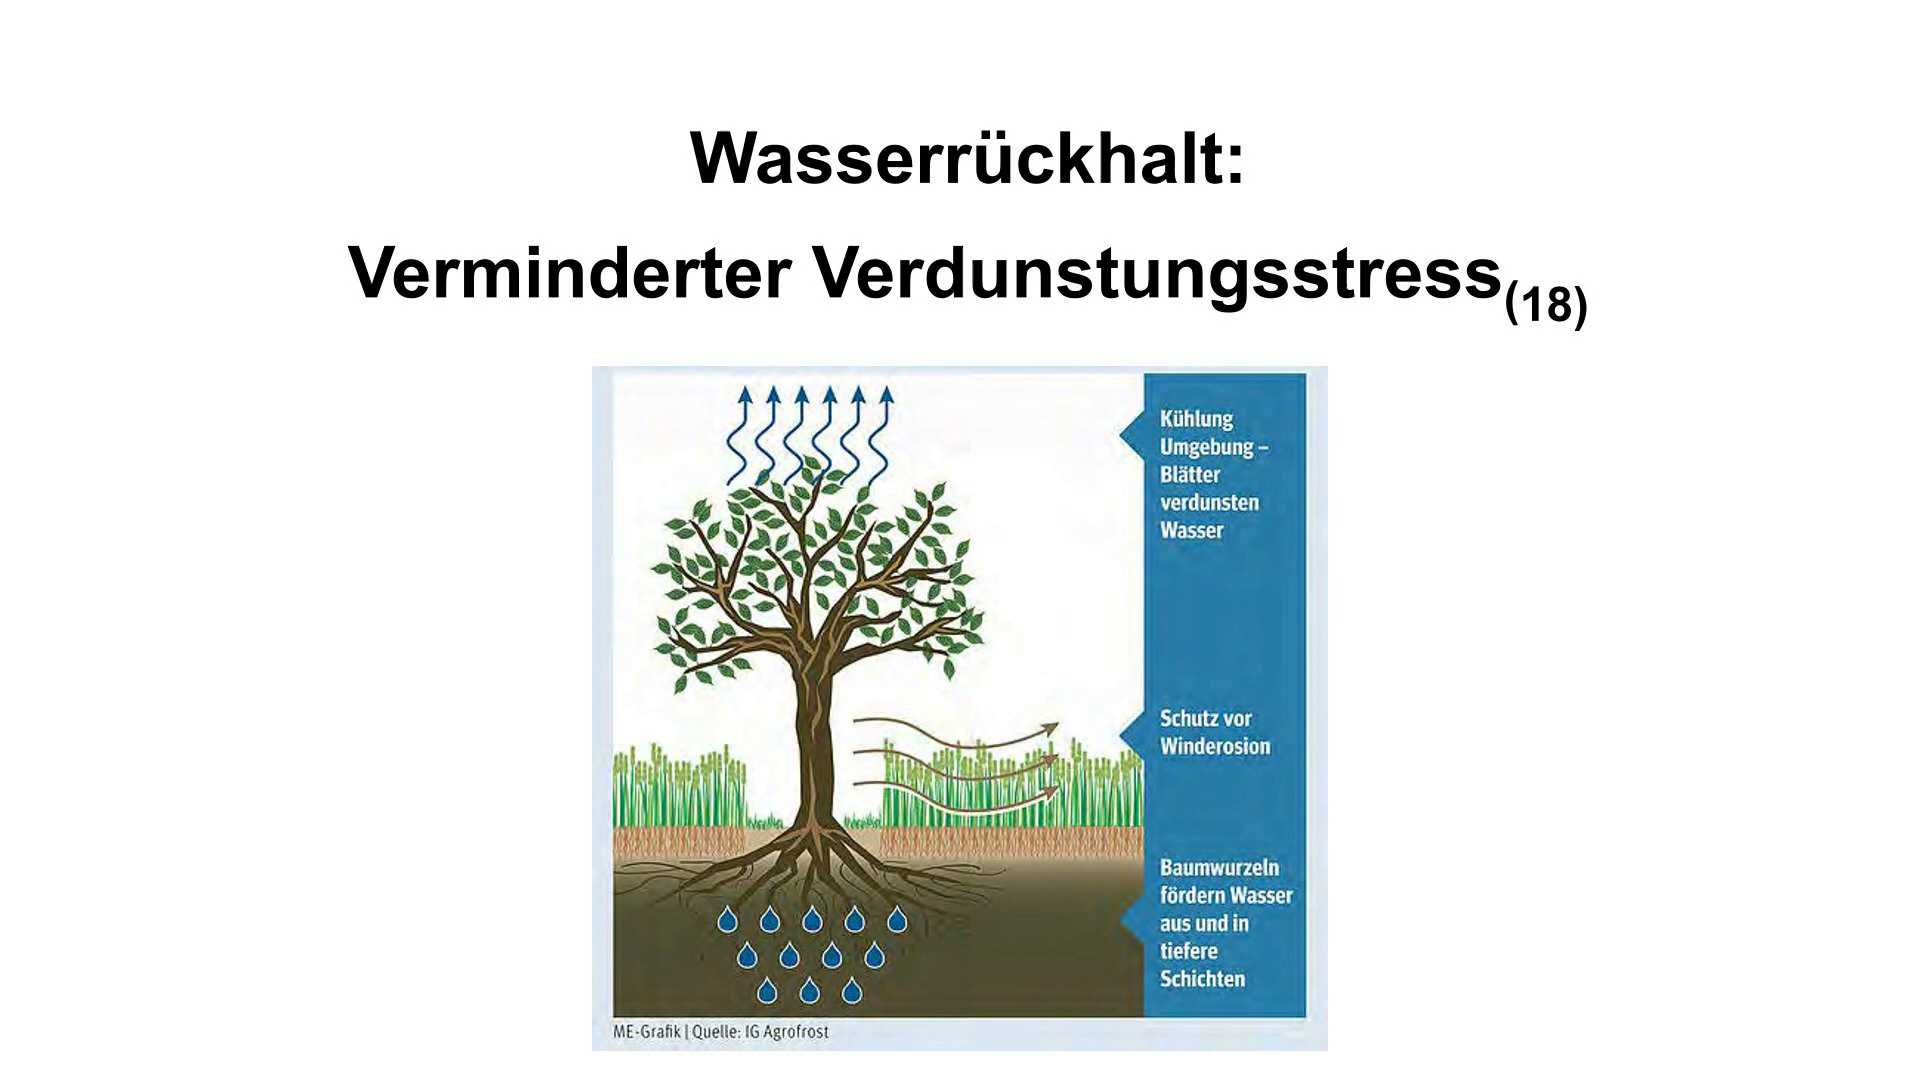 Wasserrückhalt:
Verminderter Verdunstungsstress(18)
Kühlung
Umgebung –
Blätter
verdunsten
Wasser
Schutz vor
Winderosion
Baumwurzeln
fördern Wasser
aus und in
tiefere
Schichten
ME-Grafik | Quelle: IG Agrofrost